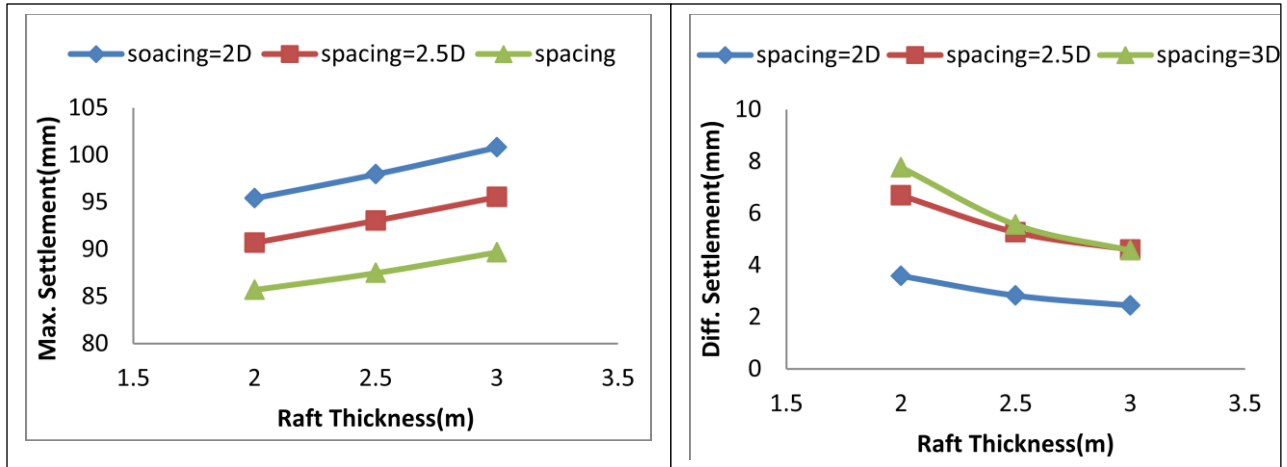 soacing=2D spacing=2.5D spacing
Max. Settlement(mm)
105
100
95
90
85
80
1.5 2 2.5 3 3.5
Raft Thickness(m)
spacing=2D spacing=2.5D spacing=3D
Diff. Settlement(mm)
10
8
6
4
2
0
1.5 2 2.5 3 3.5
Raft Thickness(m)